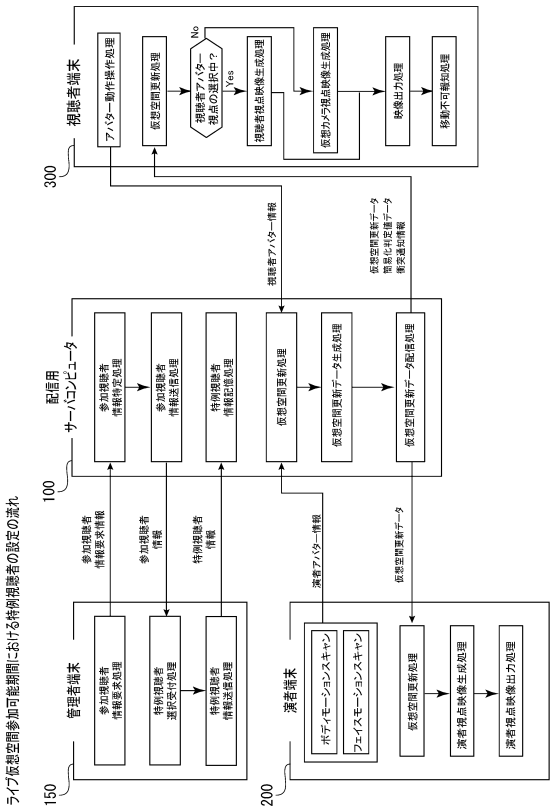 ライブ仮想空間参加可能期間における特例視聴者の設定の流れ
150
管理者端末
参加視聴者
情報要求処理
特例視聴者
選択受付処理
特例視聴者
情報送信処理
参加視聴者
情報要求情報
参加視聴者
情報
特例視聴者
情報
100
配信用
サーバコンピュータ
参加視聴者
情報特定処理
参加視聴者
情報送信処理
特例視聴者
情報記憶処理
仮想空間更新処理
仮想空間更新データ生成処理
仮想空間更新データ配信処理
200
演者端末
ボディモーションスキャン
フェイスモーションスキャン
仮想空間更新処理
演者視点映像生成処理
演者視点映像出力処理
演者アバター情報
仮想空間更新データ
視聴者アバター情報
仮想空間更新データ
簡易化判定値データ
衝突通知情報
300
視聴者端末
アバター動作操作処理
仮想空間更新処理
視聴者アバター
視点の選択中?
No
Yes
視聴者視点映像生成処理
仮想カメラ視点映像生成処理
映像出力処理
移動不可報知処理